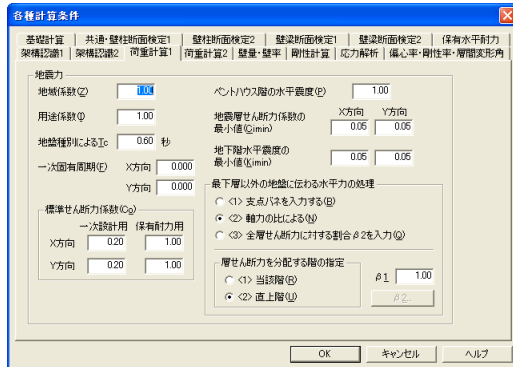 各種計算条件
基礎計算 共通・壁柱断面検定1 壁柱断面検定2 壁梁断面検定1 壁梁断面検定2 保有水平耐力
架構認識1 架構認識2 荷重計算1 荷重計算2 壁量・壁率 剛性計算 応力解析 偏心率・剛性率・層間変形角
地震力
地域係数(Z) 1.00
用途係数(I) 1.00
地盤種別によるTc 0.60 秒
一次固有周期(F) X方向 0.000
Y方向 0.000
標準せん断力係数(C0)
一次設計用 保有耐力用
X方向 0.20 1.00
Y方向 0.20 1.00
ペントハウス階の水平震度(P) 1.00
X方向 Y方向
地震層せん断力係数の
最小値(Cimin) 0.05 0.05
地下階水平震度の
最小値(Kimin) 0.05 0.05
最下層以外の地盤に伝わる水平力の処理
<1> 支点バネを入力する(B)
<2> 軸力の比による(N)
<3> 全層せん断力に対する割合β2を入力(Q)
層せん断力を分配する階の指定
<1> 当該階(R)
<2> 直上階(U)
β1 1.00
β2..
OK キャンセル ヘルプ